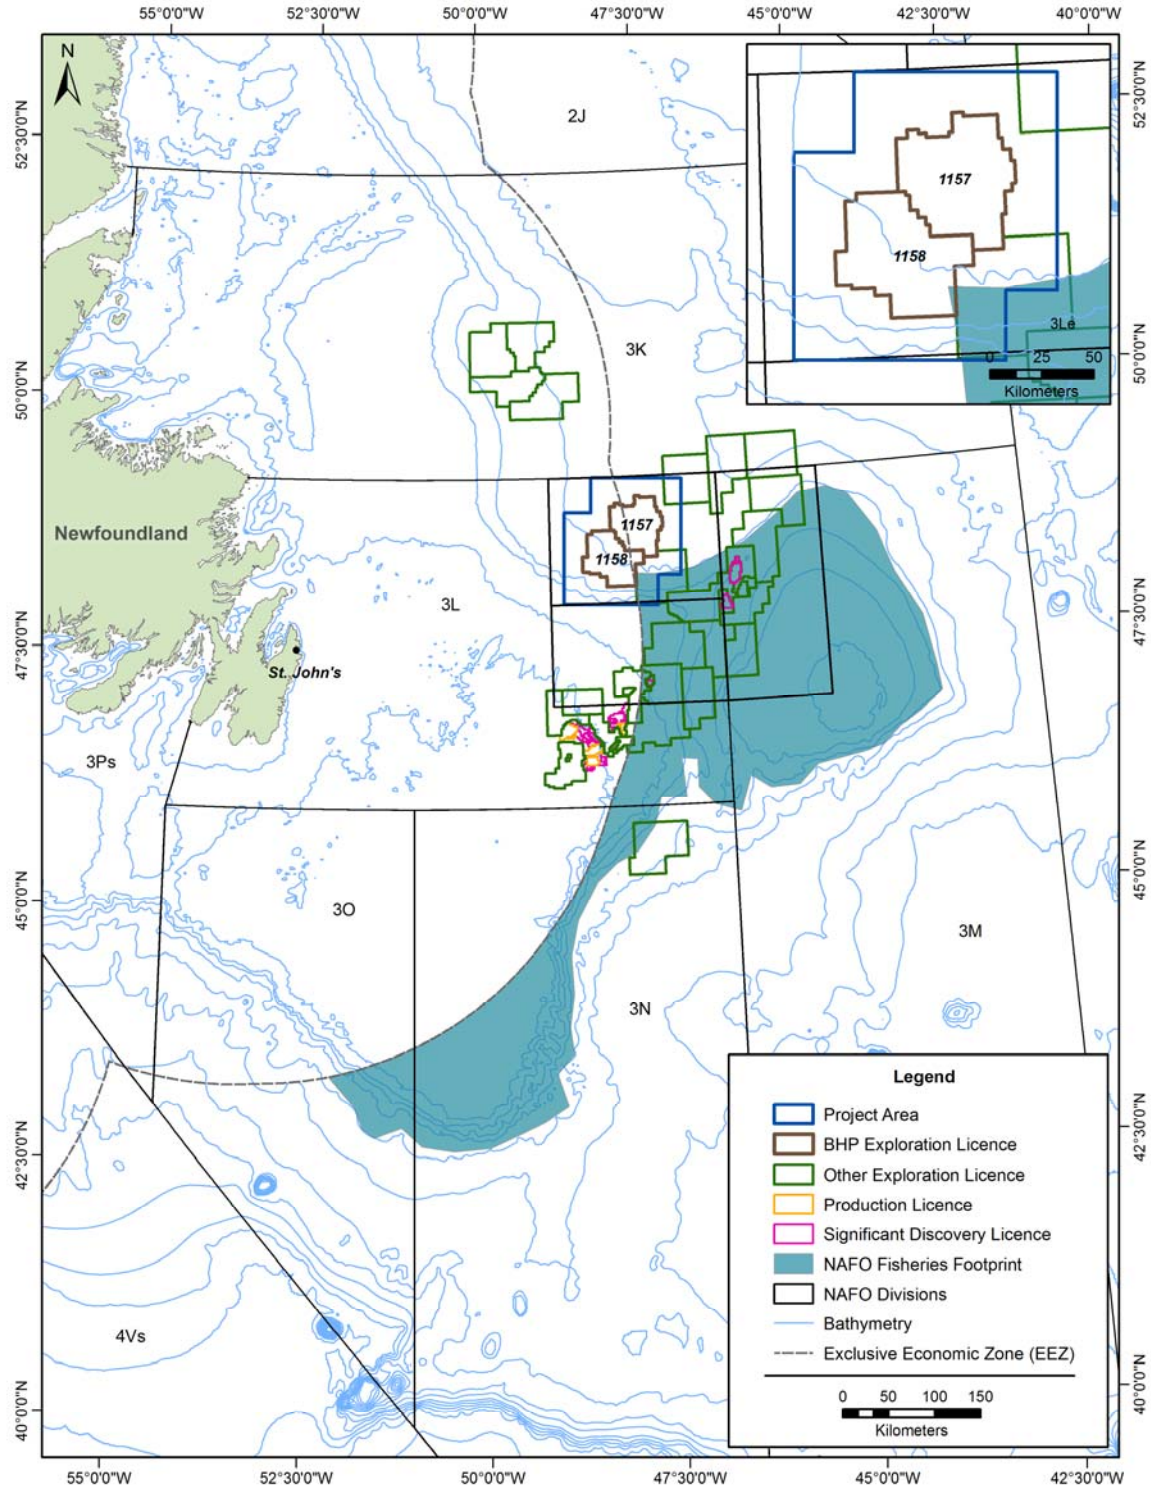 55°0'0"W 52°30'0"W 50°0'0"W 47°30'0"W 45°0'0"W 42°30'0"W 40°0'0"W
N
52°30'0"N
50°0'0"N
47°30'0"N
45°0'0"N
42°30'0"N
40°0'0"N
2J
3K
Newfoundland
3L
St. John's
1157
1158
3Ps
3O
3N
3M
4Vs
1157
1158
3Le
0 25 50
Kilometers
52°30'0"N
50°0'0"N
47°30'0"N
45°0'0"N
42°30'0"N
40°0'0"N
Legend
Project Area
BHP Exploration Licence
Other Exploration Licence
Production Licence
Significant Discovery Licence
NAFO Fisheries Footprint
NAFO Divisions
Bathymetry
Exclusive Economic Zone (EEZ)
0 50 100 150
Kilometers
55°0'0"W 52°30'0"W 50°0'0"W 47°30'0"W 45°0'0"W 42°30'0"W